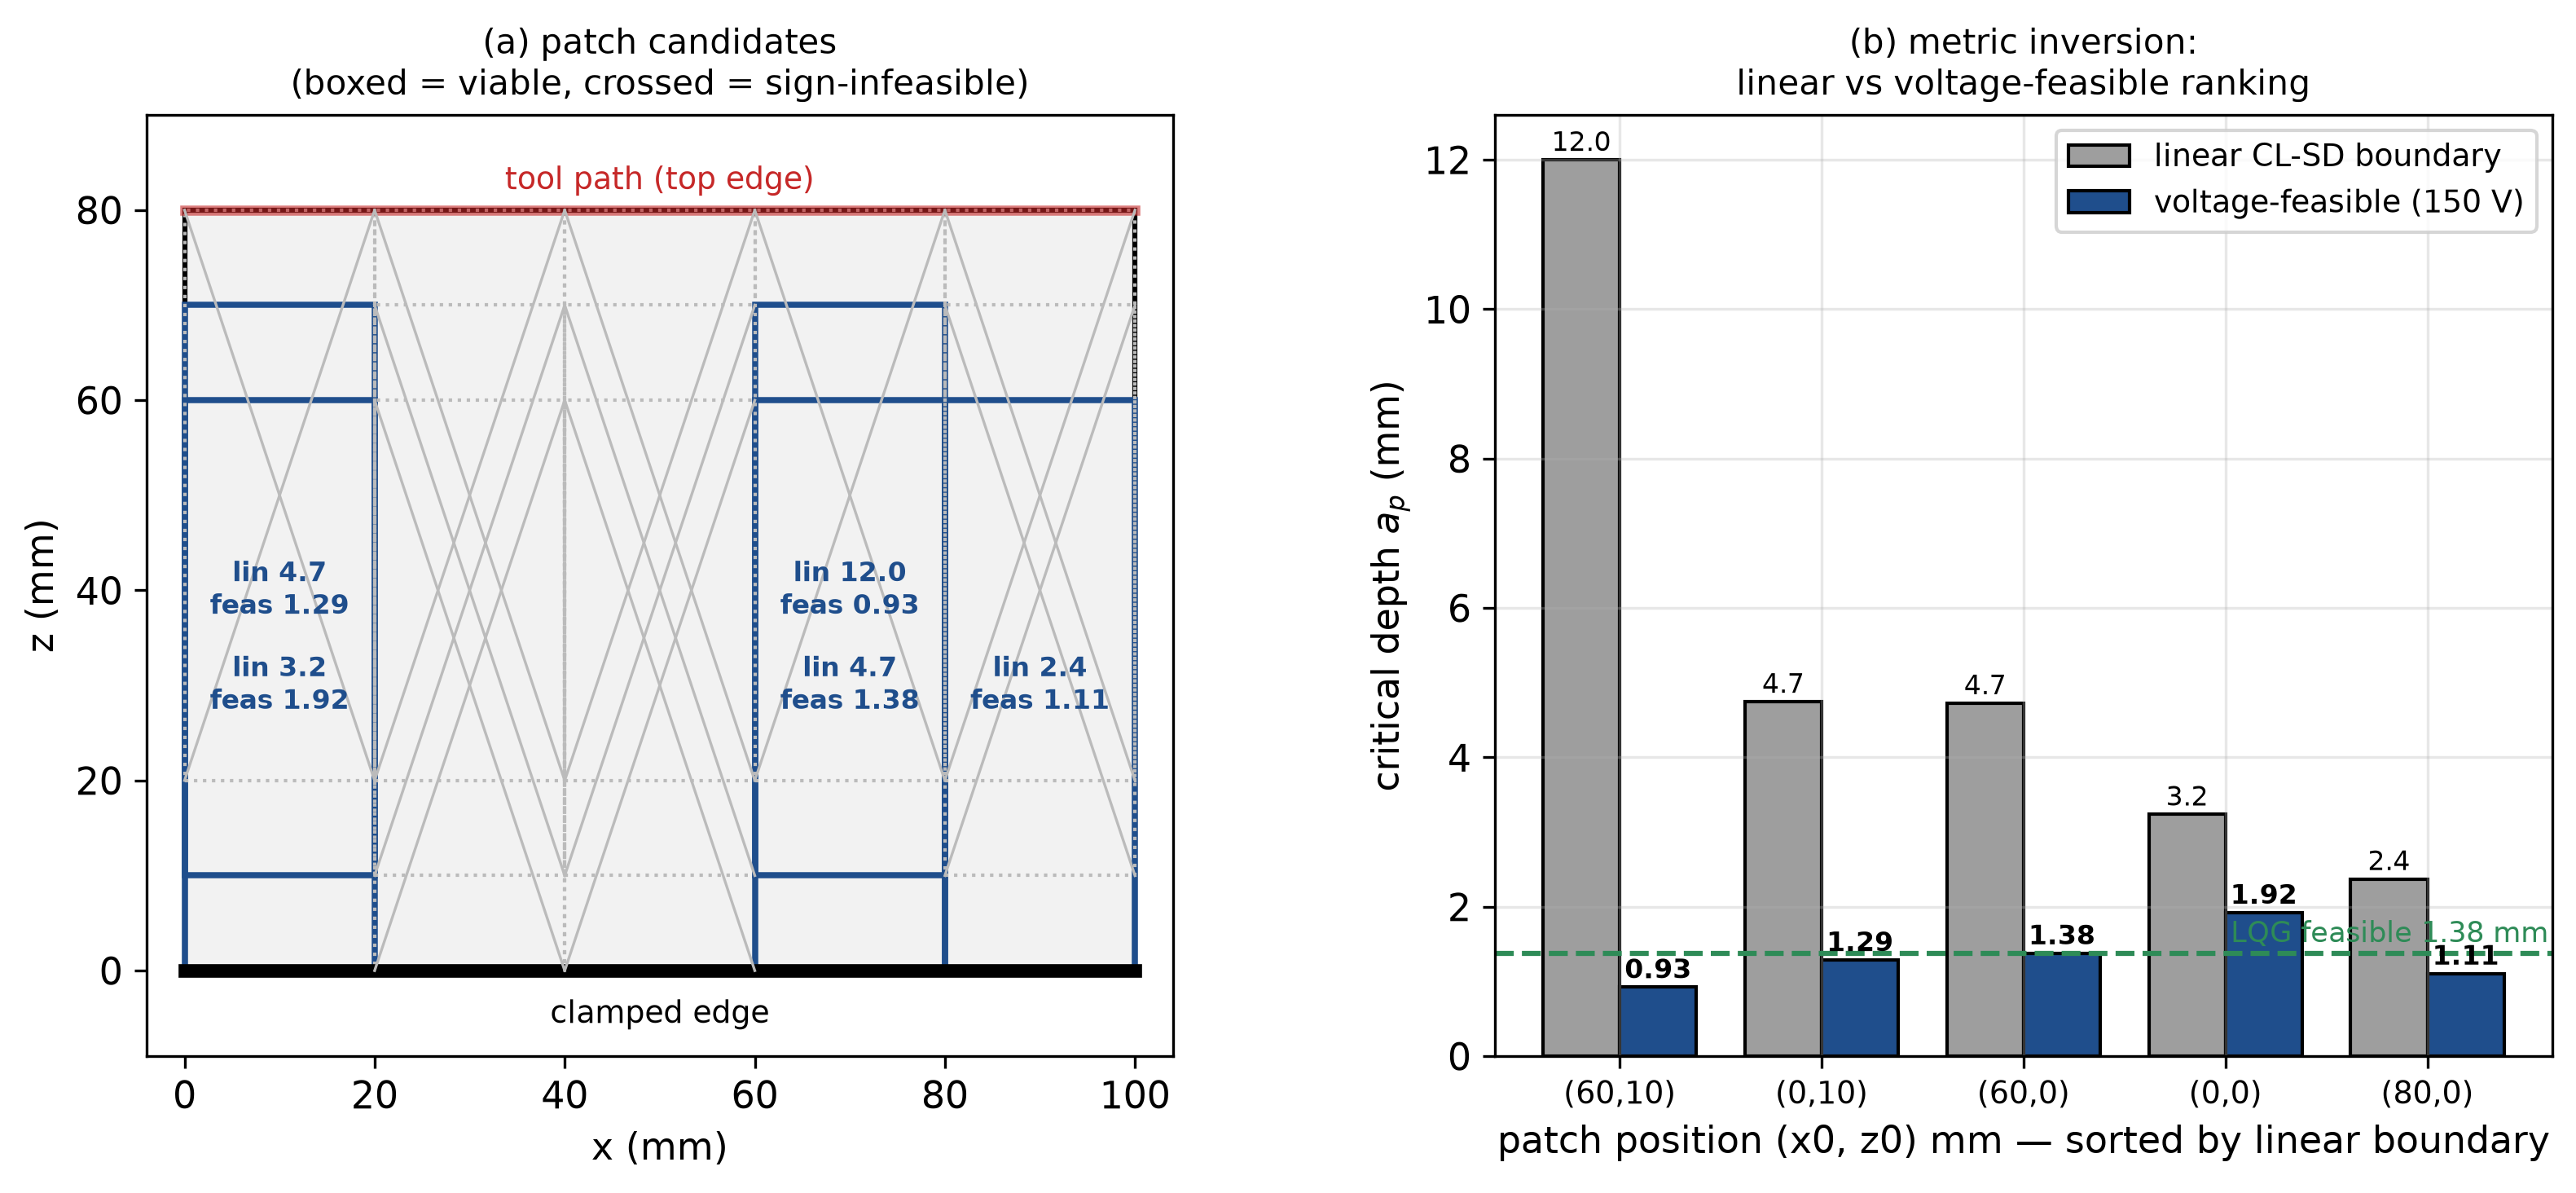 (a) patch candidates
(boxed = viable, crossed = sign-infeasible)
tool path (top edge)
80
60
40
20
0
z (mm)
lin 4.7
feas 1.29
lin 3.2
feas 1.92
lin 12.0
feas 0.93
lin 4.7
feas 1.38
lin 2.4
feas 1.11
clamped edge
0 20 40 60 80 100
x (mm)
(b) metric inversion:
linear vs voltage-feasible ranking
linear CL-SD boundary
voltage-feasible (150 V)
12
10
8
6
4
2
0
critical depth a_p (mm)
12.0
4.7
4.7
3.2
2.4
0.93
1.29
1.38
1.92
1.11
LQG feasible 1.38 mm
(60,10) (0,10) (60,0) (0,0) (80,0)
patch position (x0, z0) mm — sorted by linear boundary